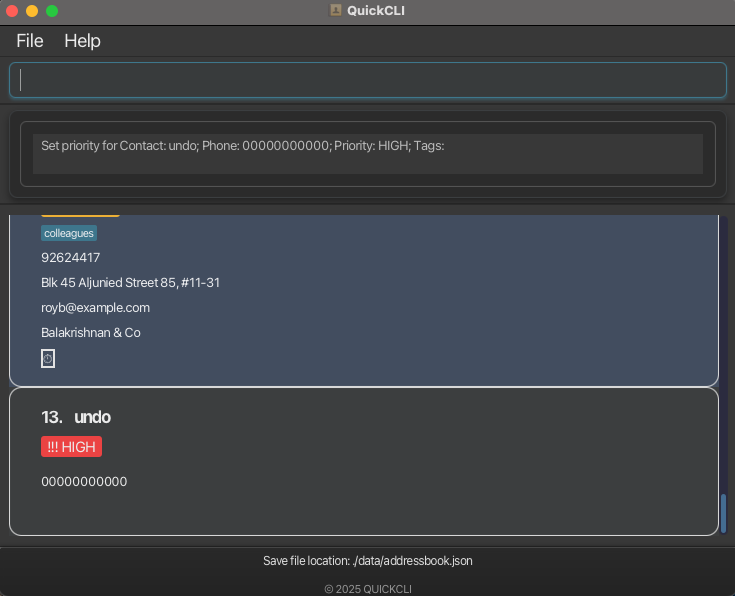 QuickCLI
File Help
Set priority for Contact: undo; Phone: 00000000000; Priority: HIGH; Tags:
colleagues
92624417
Blk 45 Aljunied Street 85, #11-31
royb@example.com
Balakrishnan & Co
13. undo
!!! HIGH
00000000000
Save file location: ./data/addressbook.json
© 2025 QUICKCLI